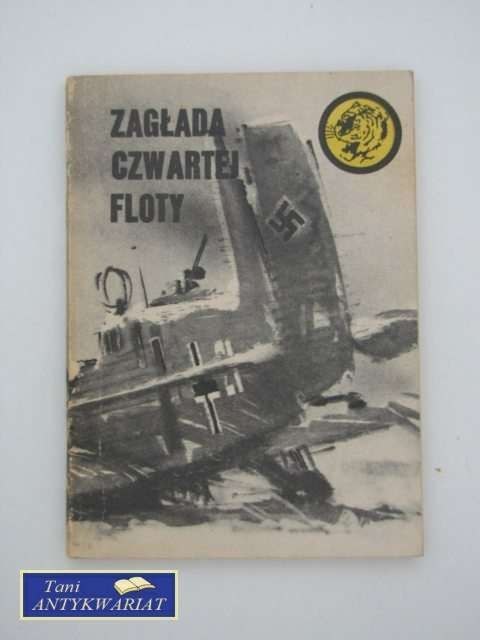 ZAGŁADA
CZWARTEJ
FLOTY
Tani
ANTYKWARIAT